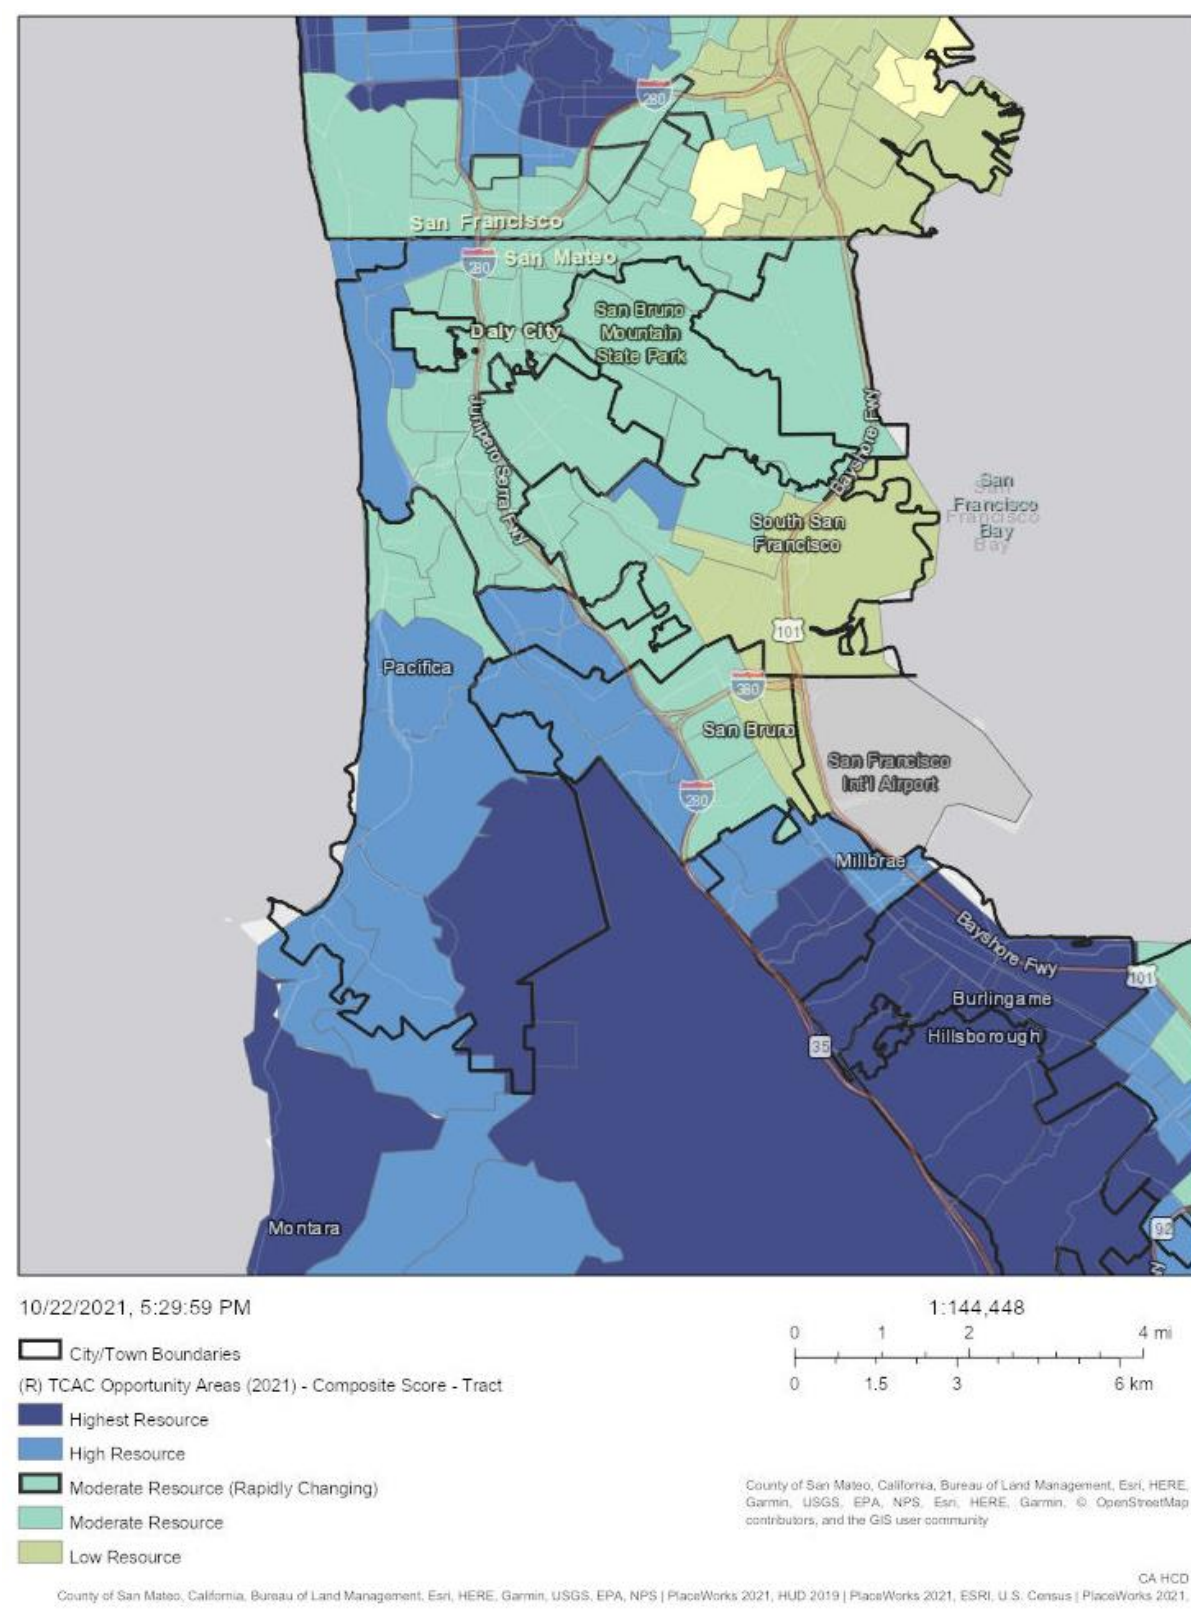 280
San Francisco
280
San Mateo
Daly City
San Bruno
Mountain
State Park
Junipero Serra Fwy
Bayshore Fwy
San
Francisco
Bay
South San
Francisco
101
Pacifica
380
San Bruno
San Francisco
Int'l Airport
280
Millbrae
Bayshore Fwy
101
Burlingame
Hillsborough
35
Montara
92
10/22/2021, 5:29:59 PM
1:144,448
0 1 2 4 mi
0 1.5 3 6 km
City/Town Boundaries
(R) TCAC Opportunity Areas (2021) - Composite Score - Tract
Highest Resource
High Resource
Moderate Resource (Rapidly Changing)
Moderate Resource
Low Resource
County of San Mateo, California, Bureau of Land Management, Esri, HERE,
Garmin, USGS, EPA, NPS, Esri, HERE, Garmin, © OpenStreetMap
contributors, and the GIS user community
CA HCD
County of San Mateo, California, Bureau of Land Management, Esri, HERE, Garmin, USGS, EPA, NPS | PlaceWorks 2021, HUD 2019 | PlaceWorks 2021, ESRI, U.S. Census | PlaceWorks 2021,